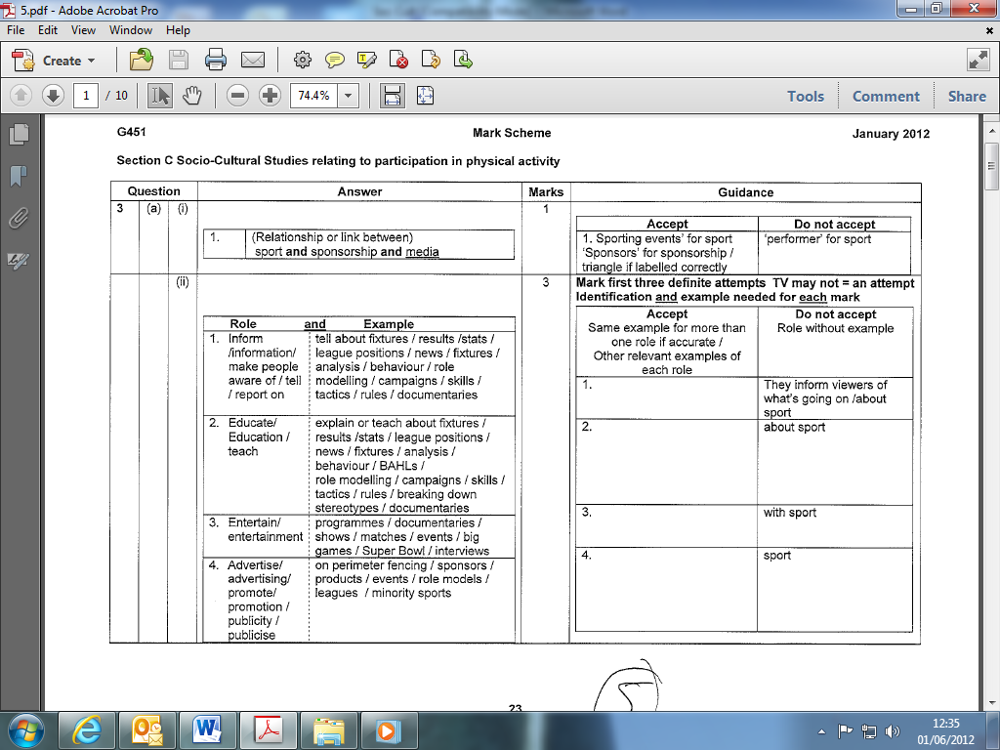 5.pdf - Adobe Acrobat Pro
File Edit View Window Help
Create
1 / 10 74.4% Tools Comment Share
G451 Mark Scheme January 2012
Section C Socio-Cultural Studies relating to participation in physical activity
Question Answer Marks Guidance
3 (a) (i) 1
1. (Relationship or link between)
sport and sponsorship and media
Accept Do not accept
1. Sporting events' for sport 'performer' for sport
'Sponsors' for sponsorship /
triangle if labelled correctly
(ii) 3 Mark first three definite attempts TV may not = an attempt
Identification and example needed for each mark
Role and Example
1. Inform tell about fixtures / results /stats /
/information/ league positions / news / fixtures /
make people analysis / behaviour / role
aware of / tell modelling / campaigns / skills /
/ report on tactics / rules / documentaries
2. Educate/ explain or teach about fixtures /
Education / results /stats / league positions /
teach news / fixtures / analysis /
behaviour / BAHLs /
role modelling / campaigns / skills /
tactics / rules / breaking down
stereotypes / documentaries
3. Entertain/ programmes / documentaries /
entertainment shows / matches / events / big
games / Super Bowl / interviews
4. Advertise/ on perimeter fencing / sponsors /
advertising/ products / events / role models /
promote/ leagues / minority sports
promotion /
publicity /
publicise
Accept Do not accept
Same example for more than Role without example
one role if accurate /
Other relevant examples of
each role
1. They inform viewers of
what's going on /about
sport
2. about sport
3. with sport
4. sport
23
12:35
01/06/2012